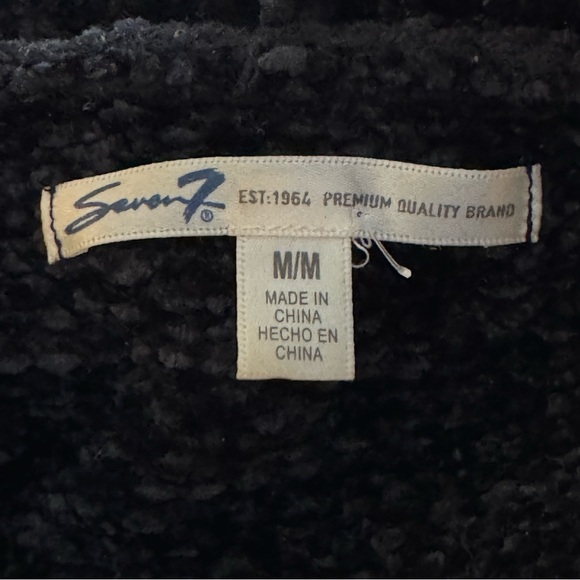 Seven7® EST:1964 PREMIUM QUALITY BRAND
M/M
MADE IN
CHINA
HECHO EN
CHINA